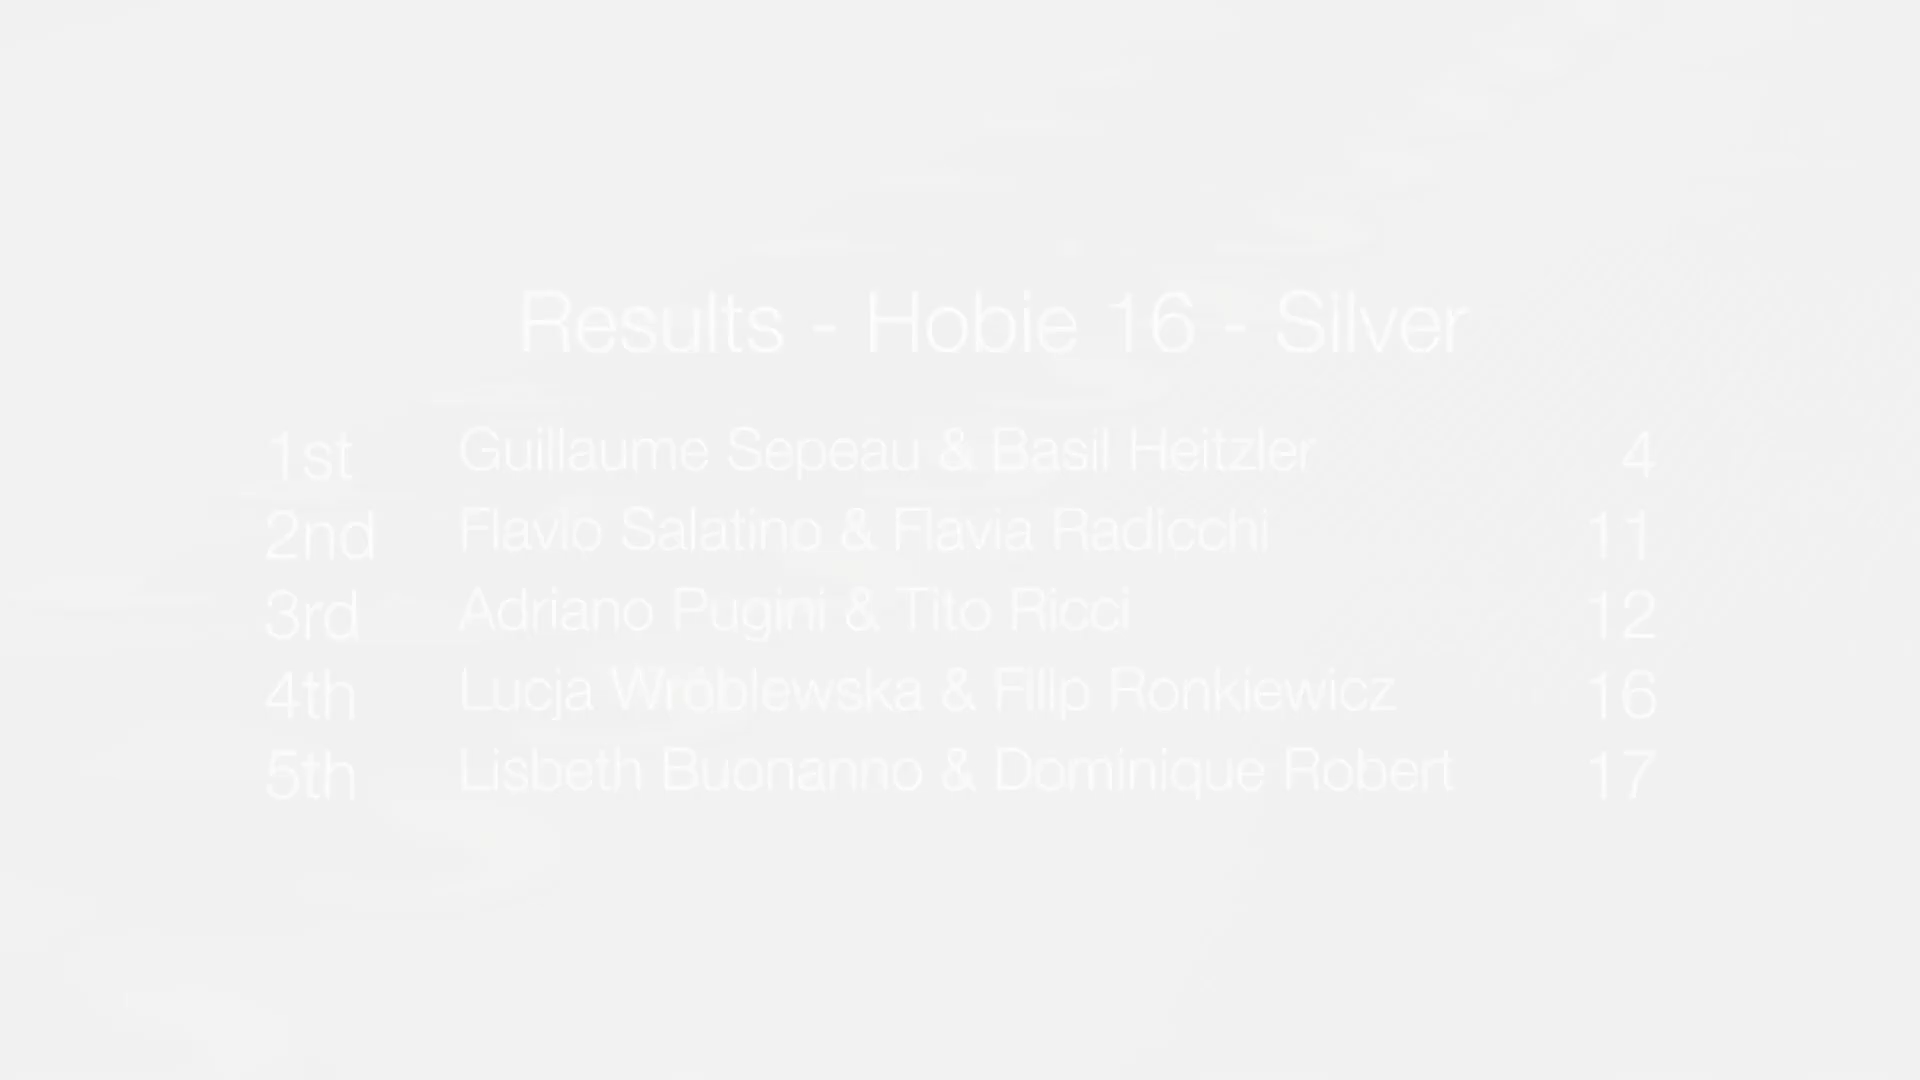 Results - Hobie 16 - Silver
1st Guillaume Sepeau & Basil Heitzler 4
2nd Flavio Salatino & Flavia Radicchi 11
3rd Adriano Pugini & Tito Ricci 12
4th Lucja Wróblewska & Filip Ronkiewicz 16
5th Lisbeth Buonanno & Dominique Robert 17